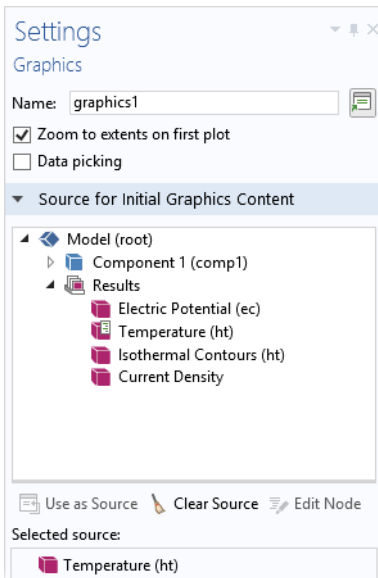 Settings
Graphics
Name: graphics1
Zoom to extents on first plot
Data picking
Source for Initial Graphics Content
Model (root)
Component 1 (comp1)
Results
Electric Potential (ec)
Temperature (ht)
Isothermal Contours (ht)
Current Density
Use as Source Clear Source Edit Node
Selected source:
Temperature (ht)